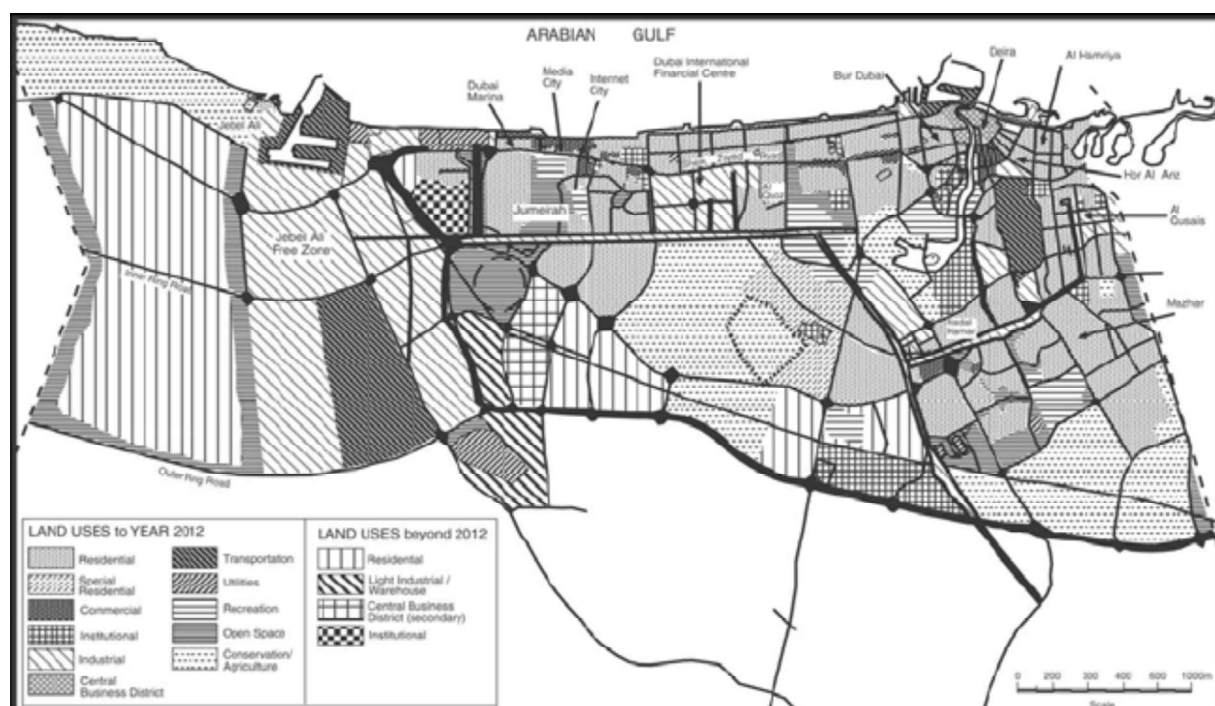 ARABIAN GULF
Deira
Al Hamriya
Dubai International
Financial Centre
Media
City
Internet
City
Bur Dubai
Dubai
Marina
Jebel Ali
Hor Al Anz
Al
Qusais
Jumeirah
Al
Quoz
Jebel Ali
Free Zone
Inner Ring Road
Mazhar
Outer Ring Road
LAND USES to YEAR 2012
Residential
Special
Residential
Commercial
Institutional
Industrial
Central
Business District
Transportation
Utilities
Recreation
Open Space
Conservation/
Agriculture
LAND USES beyond 2012
Residential
Light Industrial /
Warehouse
Central Business
District (secondary)
Institutional
0 200 300 400 600 1000m
Scale